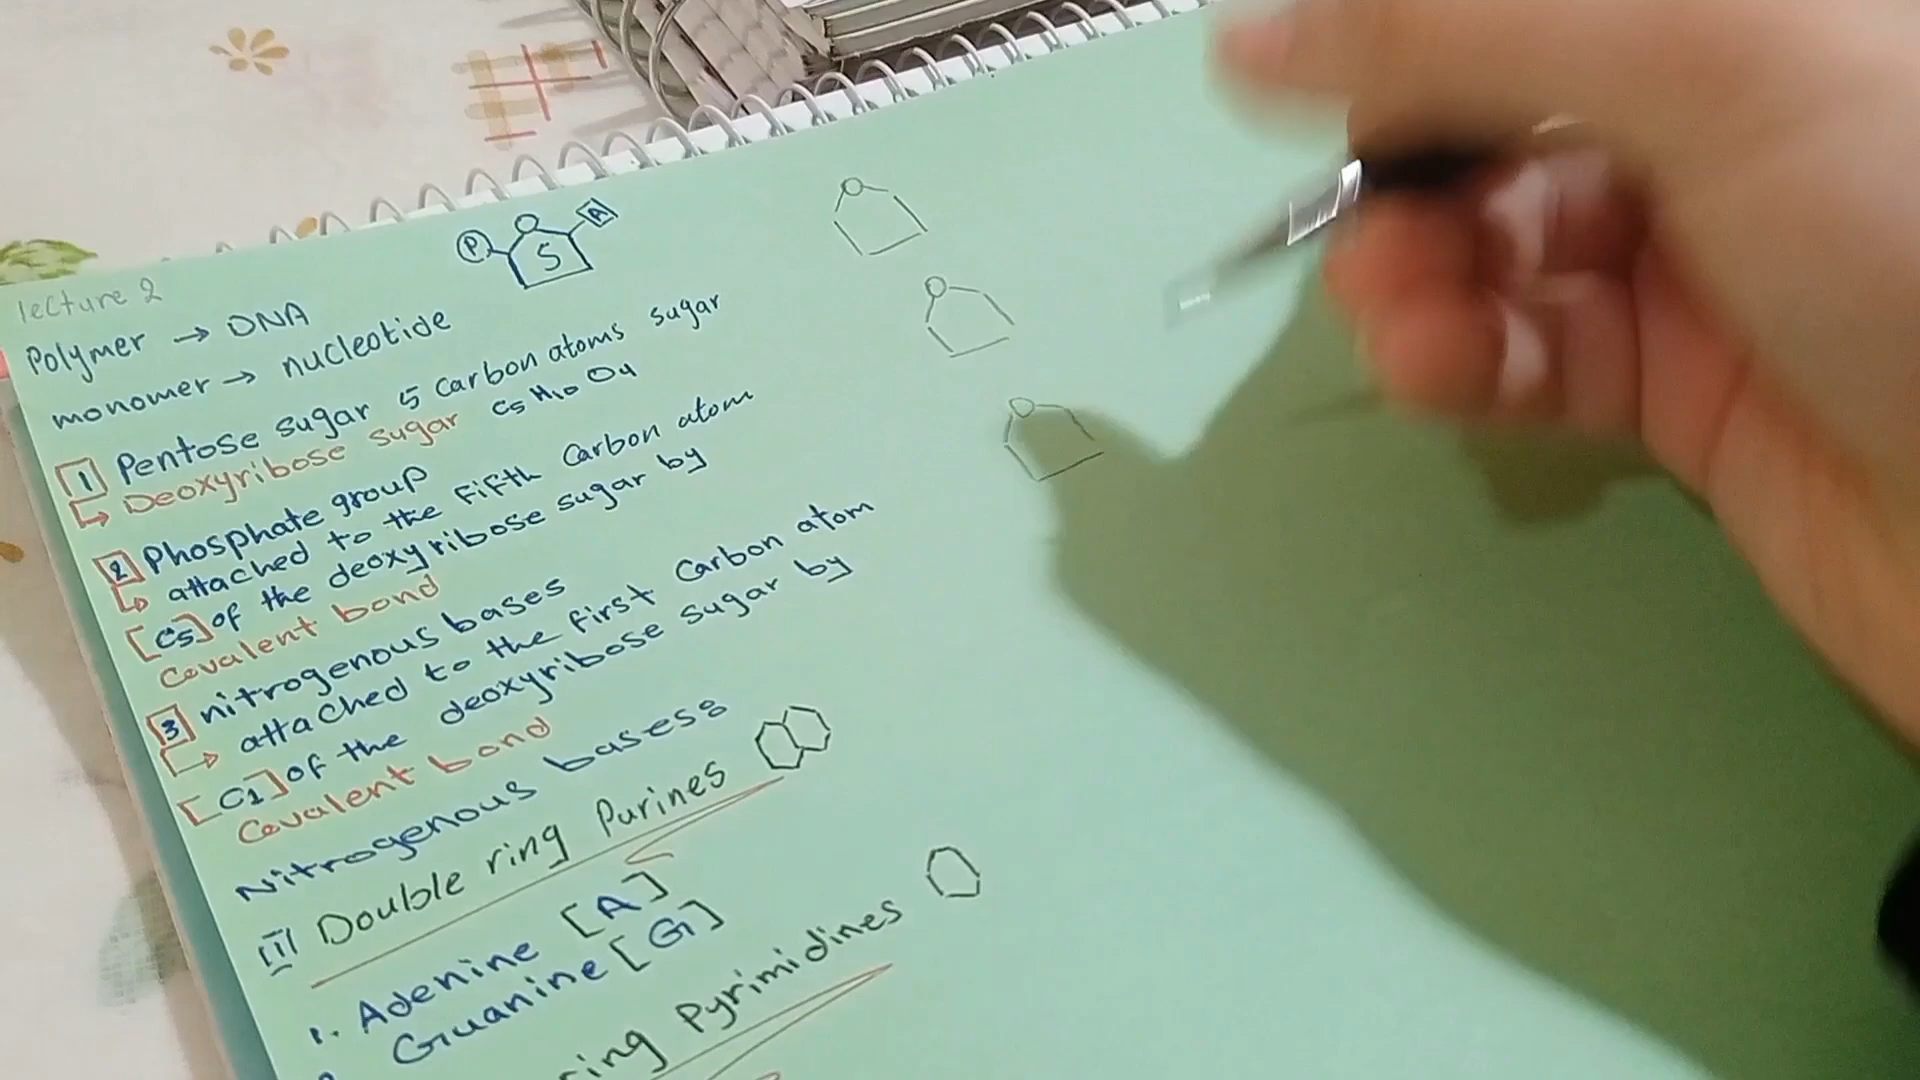 lecture 2
Polymer → DNA
monomer → nucleotide
P S A
1 Pentose sugar 5 carbon atoms sugar
↳ Deoxyribose sugar C5 H10 O4
2 Phosphate group
↳ attached to the fifth carbon atom
[C5] of the deoxyribose sugar by
Covalent bond
3 nitrogenous bases
↳ attached to the first carbon atom
[C1] of the deoxyribose sugar by
Covalent bond
Nitrogenous bases:
[1] Double ring Purines
1. Adenine [A]
Guanine [G]
ring Pyrimidines